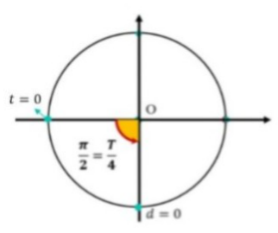 t = 0
O
π/2 = T/4
d = 0